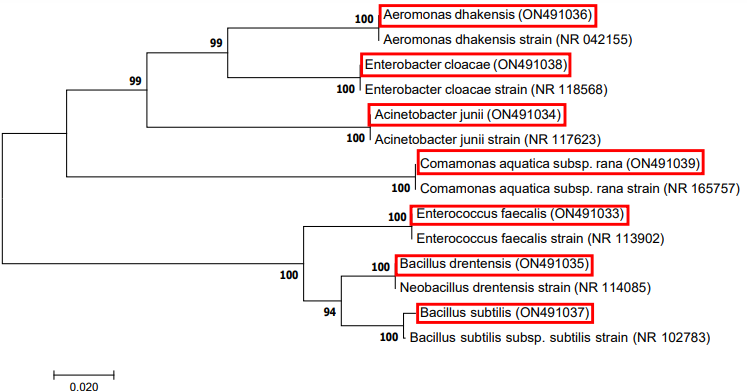 100 Aeromonas dhakensis (ON491036)
Aeromonas dhakensis strain (NR 042155)
99
Enterobacter cloacae (ON491038)
99
100 Enterobacter cloacae strain (NR 118568)
Acinetobacter junii (ON491034)
100 Acinetobacter junii strain (NR 117623)
Comamonas aquatica subsp. rana (ON491039)
100 Comamonas aquatica subsp. rana strain (NR 165757)
100 Enterococcus faecalis (ON491033)
Enterococcus faecalis strain (NR 113902)
100 Bacillus drentensis (ON491035)
100
Neobacillus drentensis strain (NR 114085)
94 Bacillus subtilis (ON491037)
100 Bacillus subtilis subsp. subtilis strain (NR 102783)
0.020